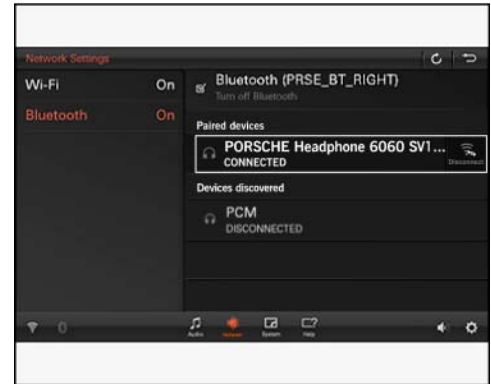 Network Settings
Wi-Fi On
Bluetooth On
Bluetooth (PRSE_BT_RIGHT)
Turn off Bluetooth
Paired devices
PORSCHE Headphone 6060 SV1...
CONNECTED
Disconnect
Devices discovered
PCM
DISCONNECTED
Audio Network System Help